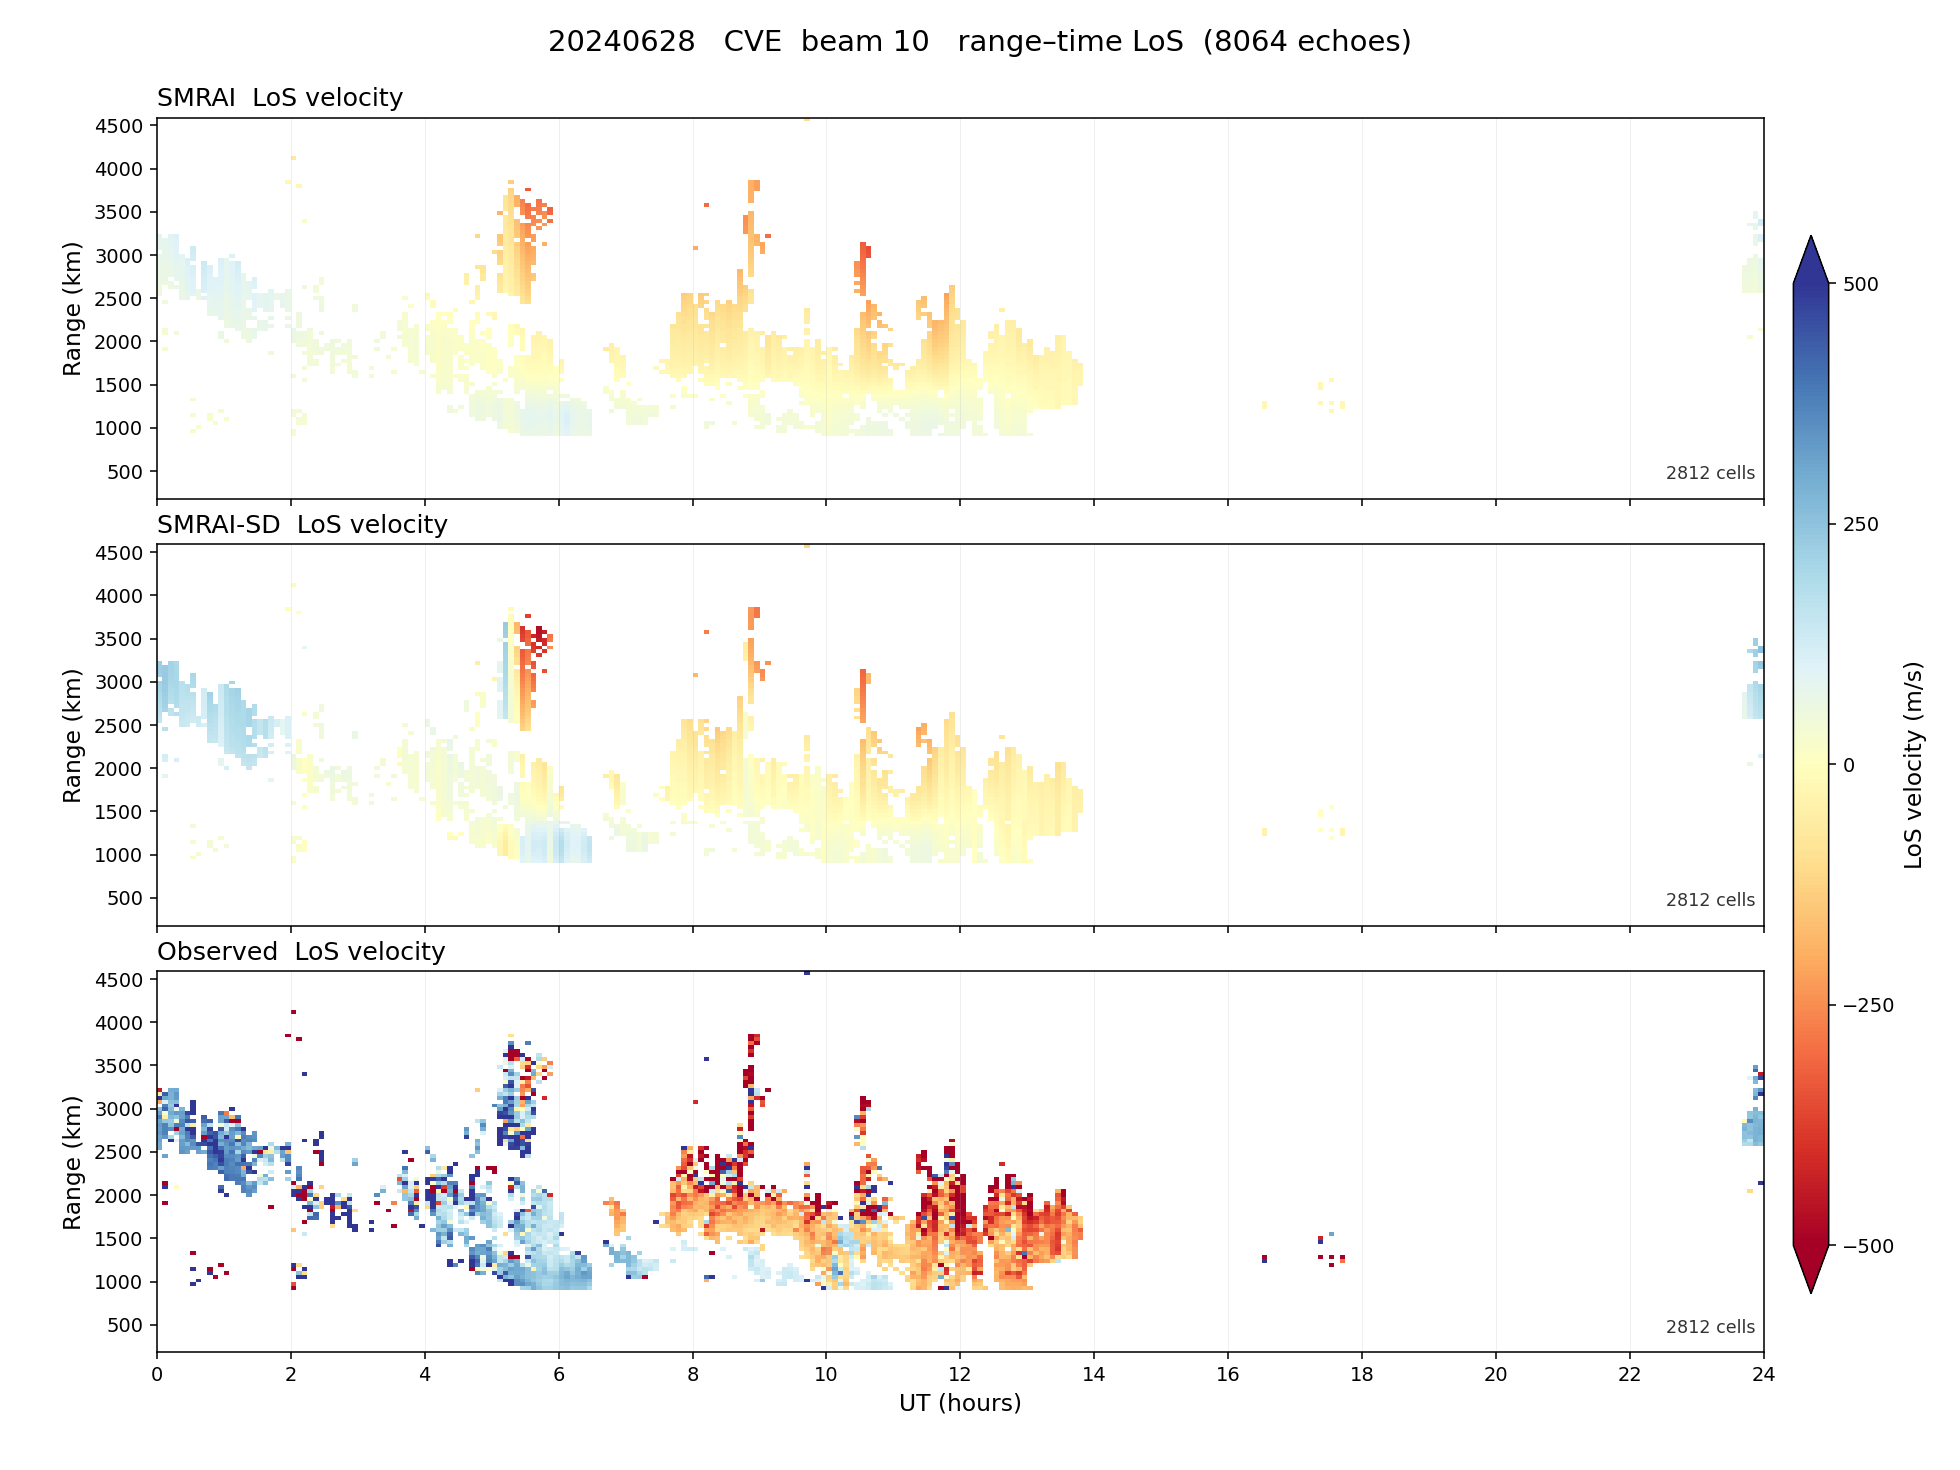 20240628   CVE  beam 10   range–time LoS  (8064 echoes)
SMRAI  LoS velocity
4500
4000
3500
3000
2500
2000
1500
1000
500
Range (km)
2812 cells
SMRAI-SD  LoS velocity
4500
4000
3500
3000
2500
2000
1500
1000
500
Range (km)
2812 cells
Observed  LoS velocity
4500
4000
3500
3000
2500
2000
1500
1000
500
Range (km)
2812 cells
0 2 4 6 8 10 12 14 16 18 20 22 24
UT (hours)
500
250
0
−250
−500
LoS velocity (m/s)